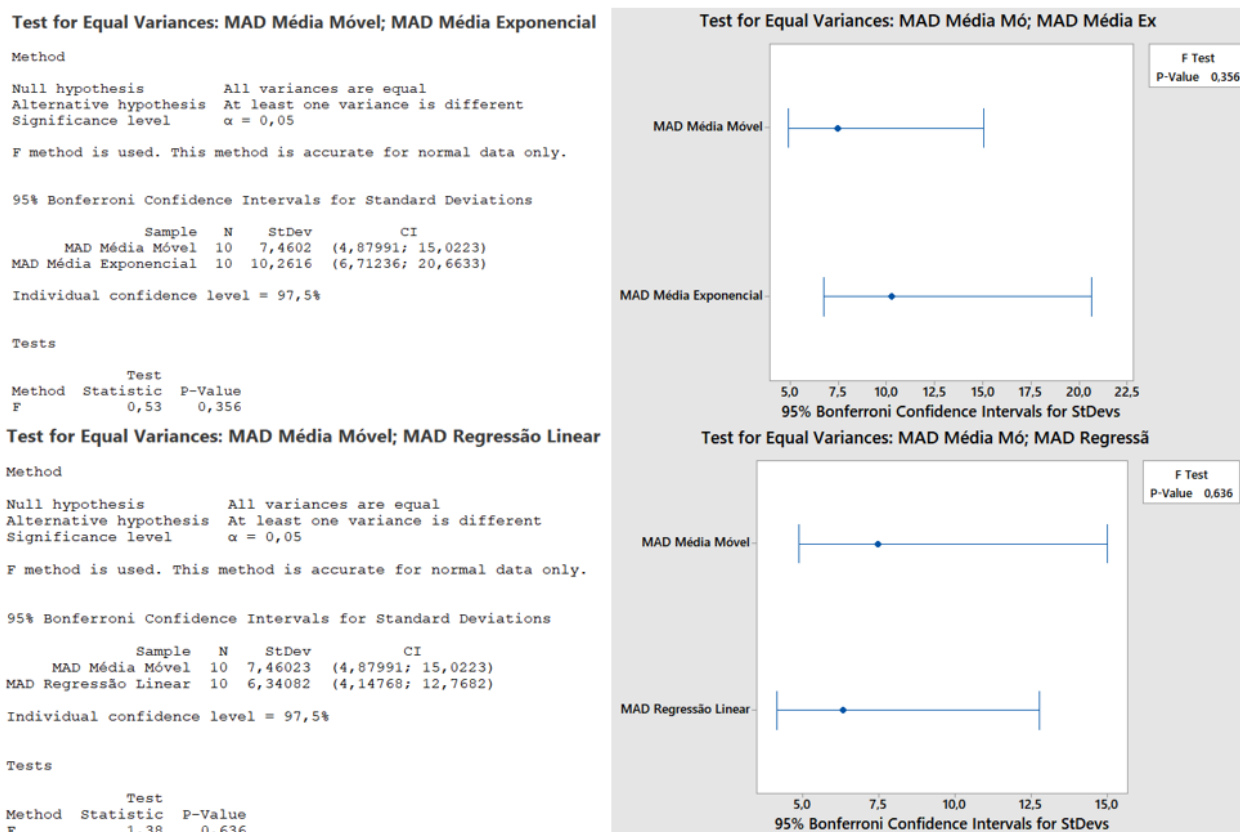 Test for Equal Variances: MAD Média Móvel; MAD Média Exponencial
Method
Null hypothesis All variances are equal
Alternative hypothesis At least one variance is different
Significance level α = 0,05
F method is used. This method is accurate for normal data only.
95% Bonferroni Confidence Intervals for Standard Deviations
Sample N StDev CI
MAD Média Móvel 10 7,4602 (4,87991; 15,0223)
MAD Média Exponencial 10 10,2616 (6,71236; 20,6633)
Individual confidence level = 97,5%
Tests
Test
Method Statistic P-Value
F 0,53 0,356
Test for Equal Variances: MAD Média Mó; MAD Média Ex
F Test
P-Value 0,356
MAD Média Móvel
MAD Média Exponencial
5,0 7,5 10,0 12,5 15,0 17,5 20,0 22,5
95% Bonferroni Confidence Intervals for StDevs
Test for Equal Variances: MAD Média Móvel; MAD Regressão Linear
Method
Null hypothesis All variances are equal
Alternative hypothesis At least one variance is different
Significance level α = 0,05
F method is used. This method is accurate for normal data only.
95% Bonferroni Confidence Intervals for Standard Deviations
Sample N StDev CI
MAD Média Móvel 10 7,46023 (4,87991; 15,0223)
MAD Regressão Linear 10 6,34082 (4,14768; 12,7682)
Individual confidence level = 97,5%
Tests
Test
Method Statistic P-Value
F 1,38 0,636
Test for Equal Variances: MAD Média Mó; MAD Regressã
F Test
P-Value 0,636
MAD Média Móvel
MAD Regressão Linear
5,0 7,5 10,0 12,5 15,0
95% Bonferroni Confidence Intervals for StDevs